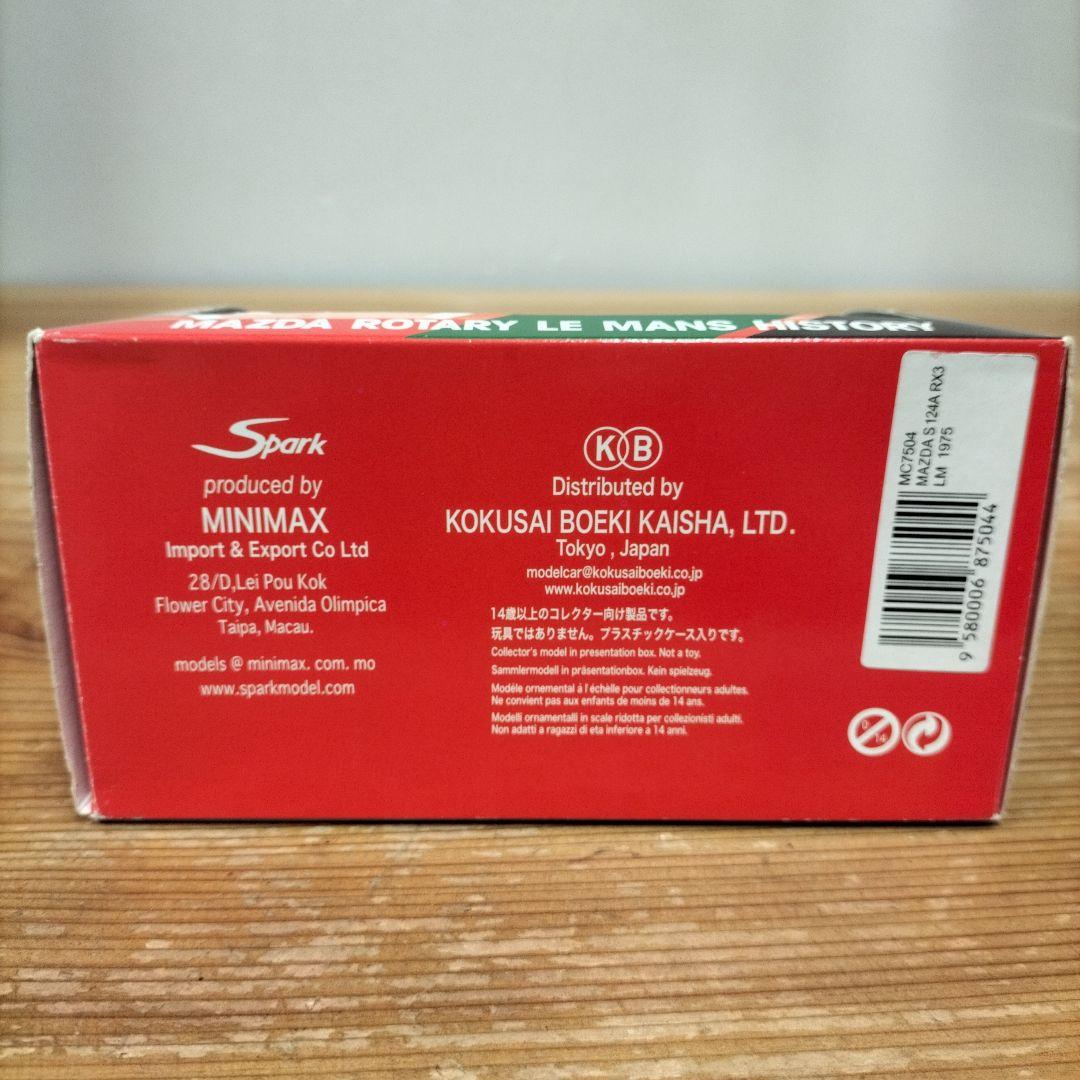 MAZDA ROTARY LE MANS HISTORY
Spark
produced by
MINIMAX
Import & Export Co Ltd
28/D,Lei Pou Kok
Flower City, Avenida Olimpica
Taipa, Macau.
models @ minimax. com. mo
www.sparkmodel.com
KB
Distributed by
KOKUSAI BOEKI KAISHA, LTD.
Tokyo , Japan
modelcar@kokusaiboeki.co.jp
www.kokusaiboeki.co.jp
14歳以上のコレクター向け製品です。
玩具ではありません。プラスチックケース入りです。
Collector's model in presentation box. Not a toy.
Sammlermodell in präsentationbox. Kein spielzeug.
Modéle ornemental á l'échèlle pour collectionneurs adultes.
Ne convient pas aux enfants de moins de 14 ans.
Modelli ornamentalli in scale ridotta per collezionisti adulti.
Non adatti a ragazzi di eta inferiore a 14 anni.
MC7504
MAZDA S 124A RX3
LM 1975
9 580006 875044
0
14